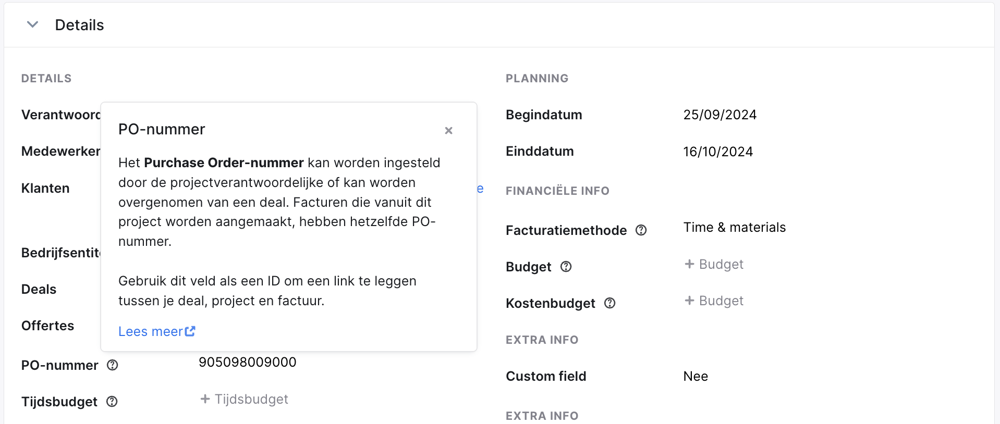 Details
DETAILS
Verantwoord
Medewerker
Klanten
e
Bedrijfsentit
Deals
Offertes
PO-nummer
Het Purchase Order-nummer kan worden ingesteld
door de projectverantwoordelijke of kan worden
overgenomen van een deal. Facturen die vanuit dit
project worden aangemaakt, hebben hetzelfde PO-
nummer.
Gebruik dit veld als een ID om een link te leggen
tussen je deal, project en factuur.
Lees meer
PO-nummer 905098009000
Tijdsbudget + Tijdsbudget
PLANNING
Begindatum 25/09/2024
Einddatum 16/10/2024
FINANCIËLE INFO
Facturatiemethode Time & materials
Budget + Budget
Kostenbudget + Budget
EXTRA INFO
Custom field Nee
EXTRA INFO